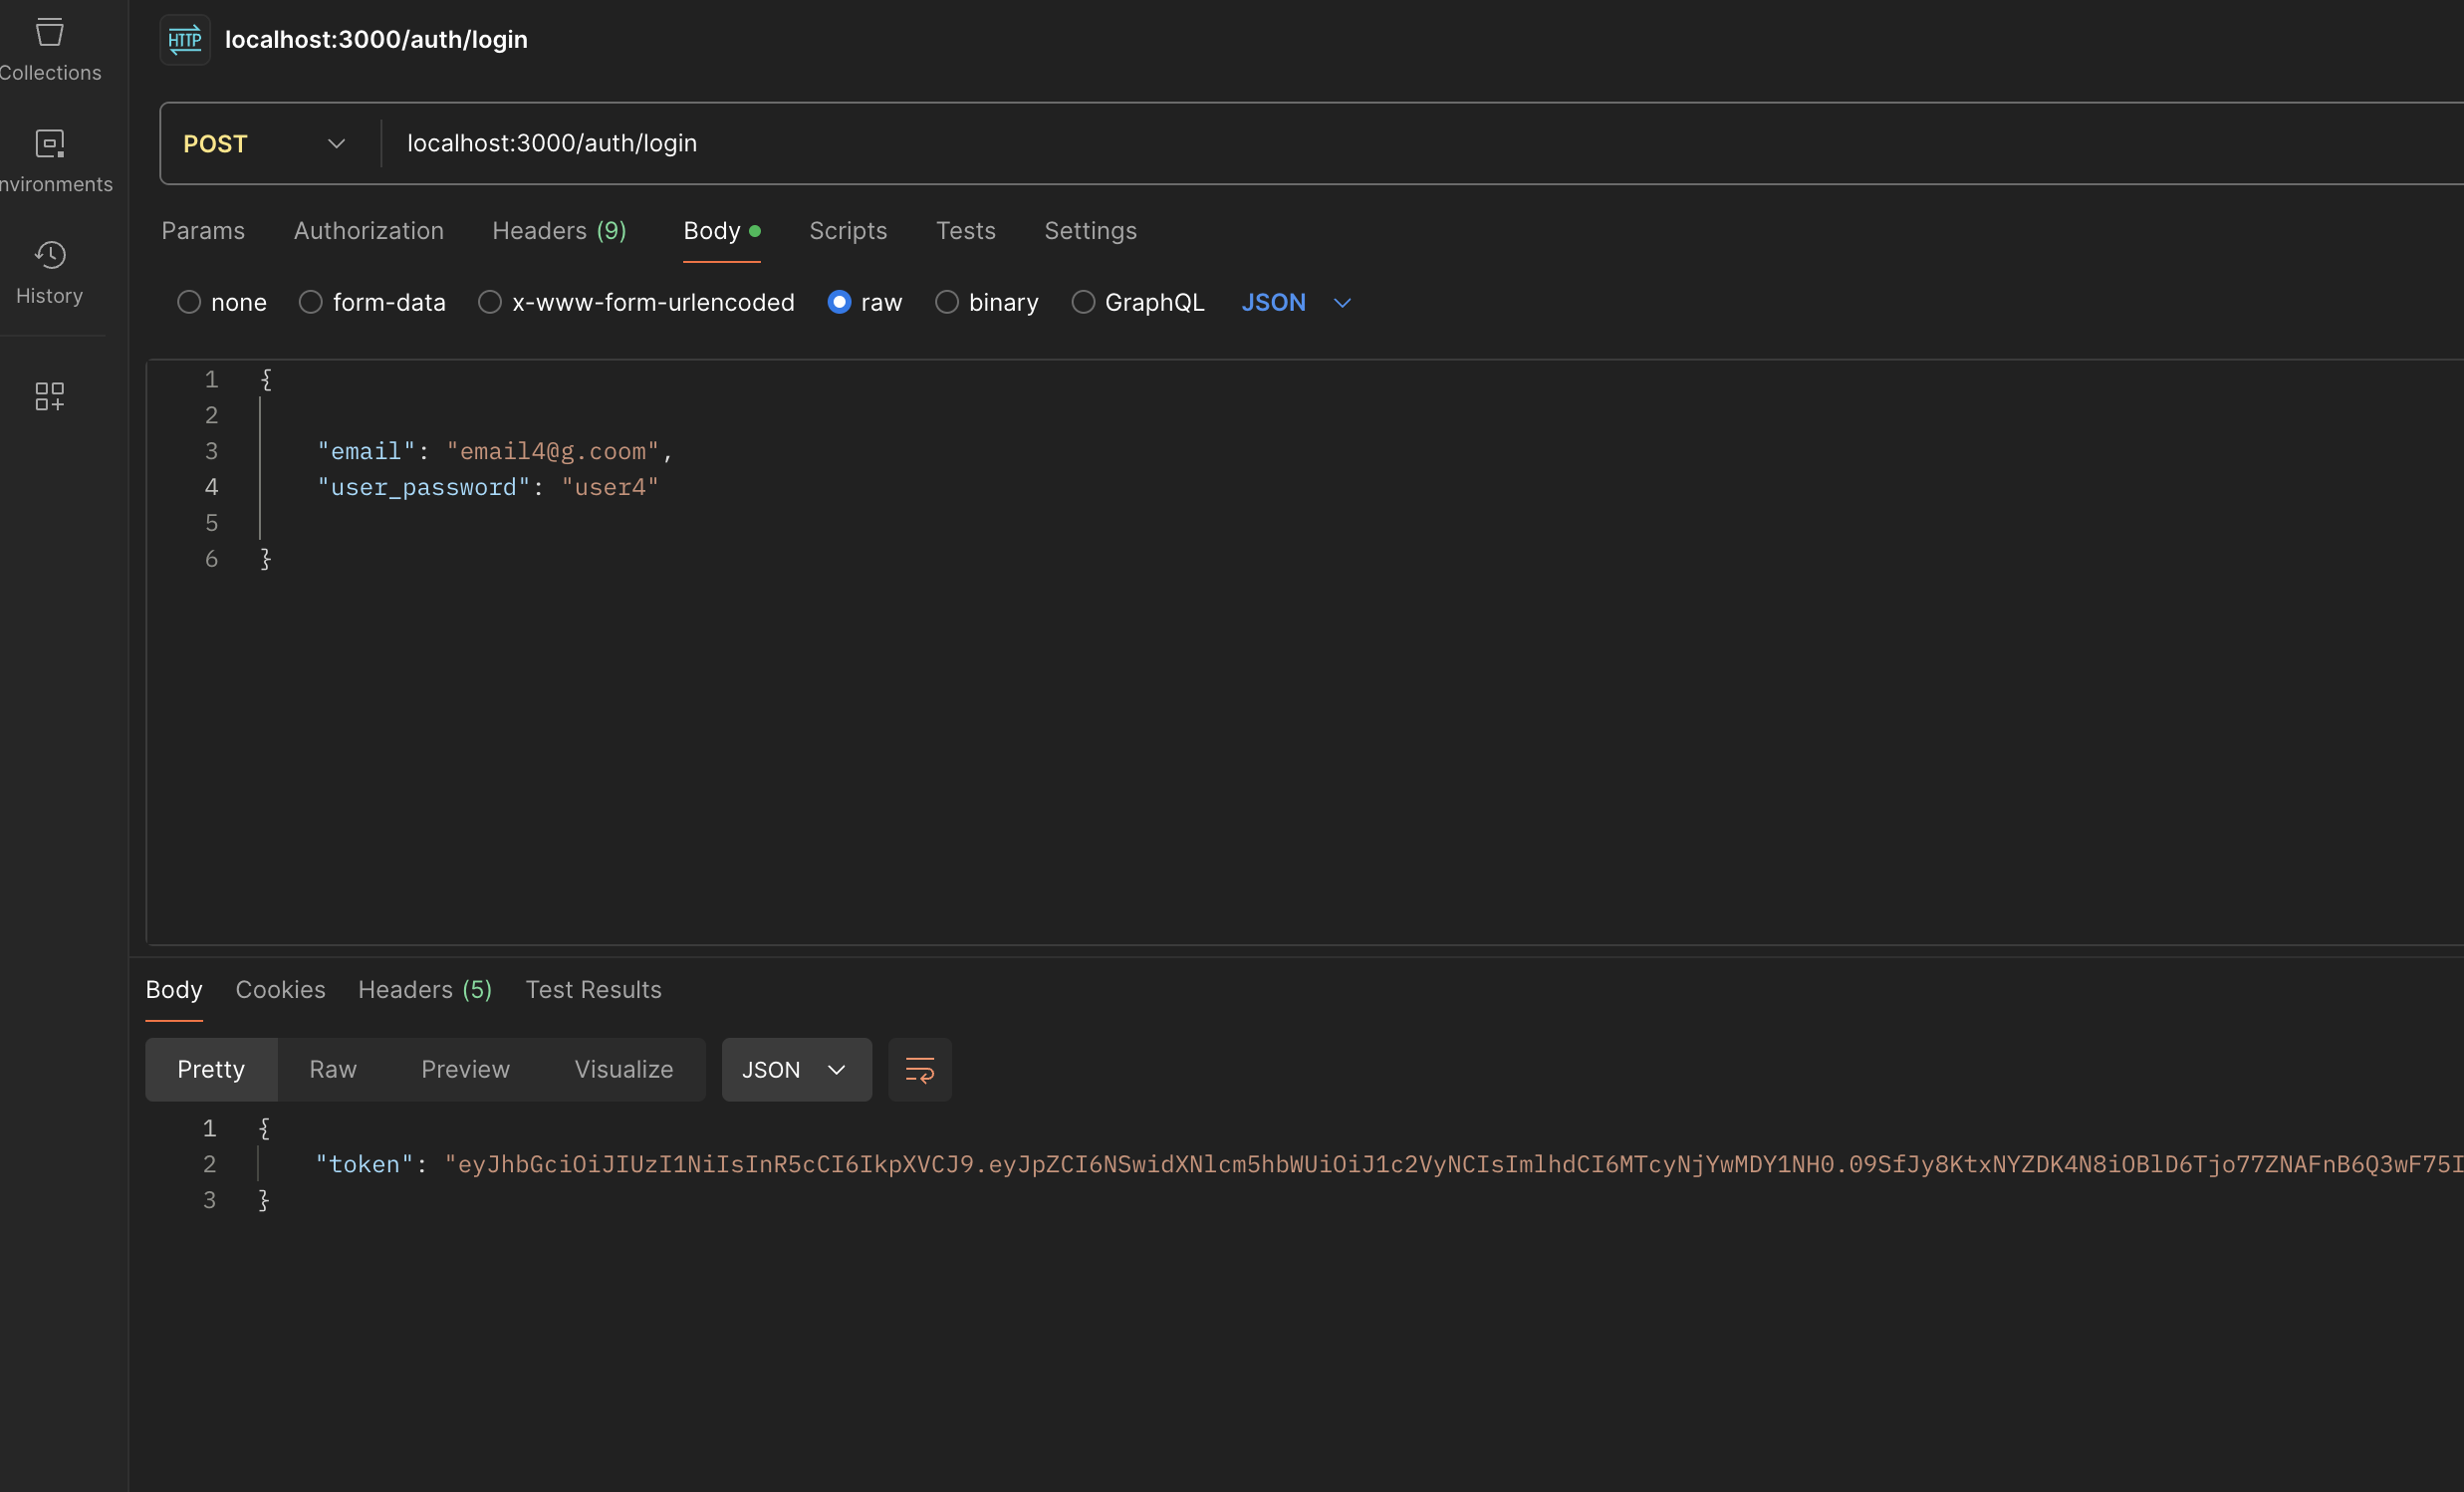 Collections
HTTP localhost:3000/auth/login
POST localhost:3000/auth/login
nvironments
Params Authorization Headers (9) Body Scripts Tests Settings
History
none form-data x-www-form-urlencoded raw binary GraphQL JSON
1 {
2
3 "email": "email4@g.coom",
4 "user_password": "user4"
5
6 }
Body Cookies Headers (5) Test Results
Pretty Raw Preview Visualize JSON
1 {
2 "token": "eyJhbGciOiJIUzI1NiIsInR5cCI6IkpXVCJ9.eyJpZCI6NSwidXNlcm5hbWUiOiJ1c2VyNCIsImlhdCI6MTcyNjYwMDY1NH0.09SfJy8KtxNYZDK4N8iOBlD6Tjo77ZNAFnB6Q3wF75I
3 }